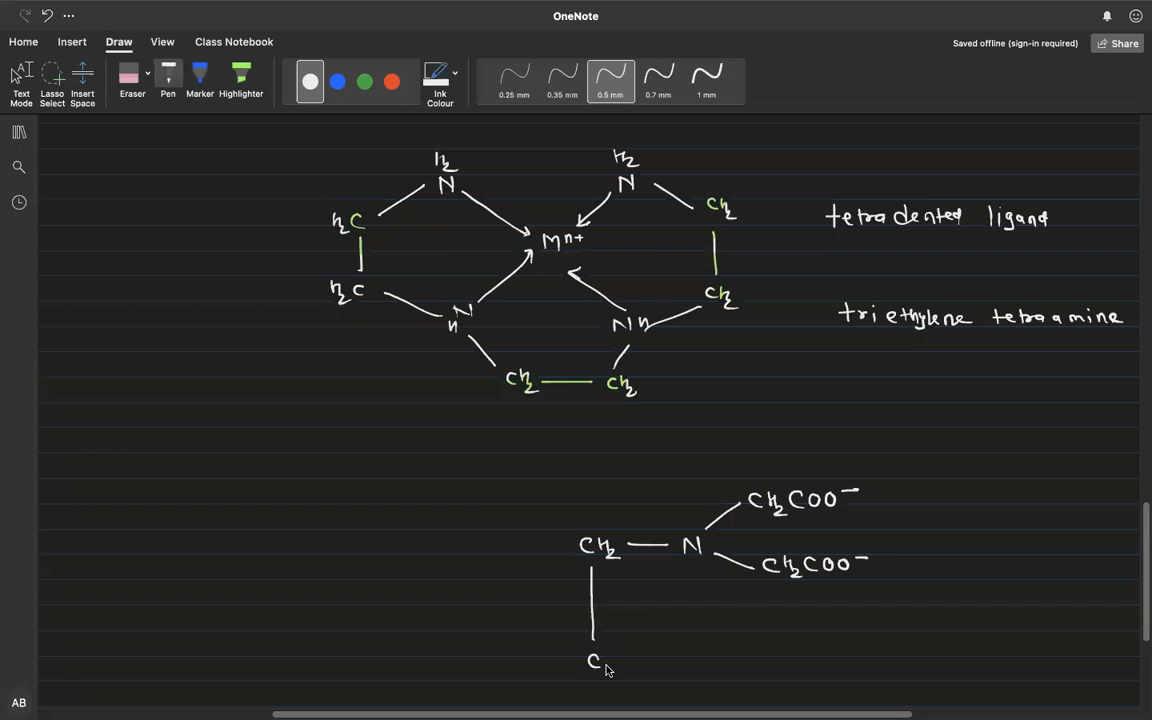 OneNote
Home Insert Draw View Class Notebook
Saved offline (sign-in required) Share
Text Mode Lasso Select Insert Space Eraser Pen Marker Highlighter Ink Colour 0.25 mm 0.35 mm 0.5 mm 0.7 mm 1 mm
H2 H2
N N
H2C CH2
Mn+
tetradented ligand
H2C CH2
NH NH
triethylene tetraamine
CH2 CH2
CH2COO−
CH2 N
CH2COO−
C
AB